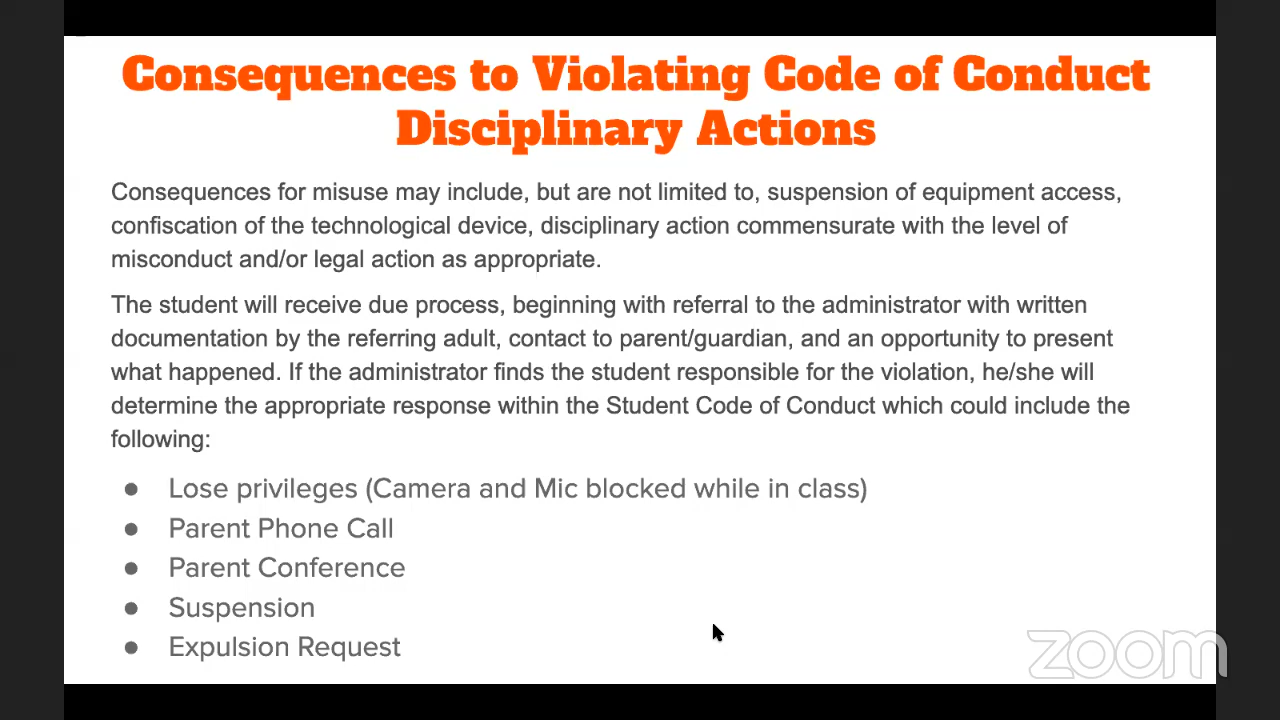 Consequences to Violating Code of Conduct
Disciplinary Actions
Consequences for misuse may include, but are not limited to, suspension of equipment access,
confiscation of the technological device, disciplinary action commensurate with the level of
misconduct and/or legal action as appropriate.
The student will receive due process, beginning with referral to the administrator with written
documentation by the referring adult, contact to parent/guardian, and an opportunity to present
what happened. If the administrator finds the student responsible for the violation, he/she will
determine the appropriate response within the Student Code of Conduct which could include the
following:
● Lose privileges (Camera and Mic blocked while in class)
● Parent Phone Call
● Parent Conference
● Suspension
● Expulsion Request
zoom